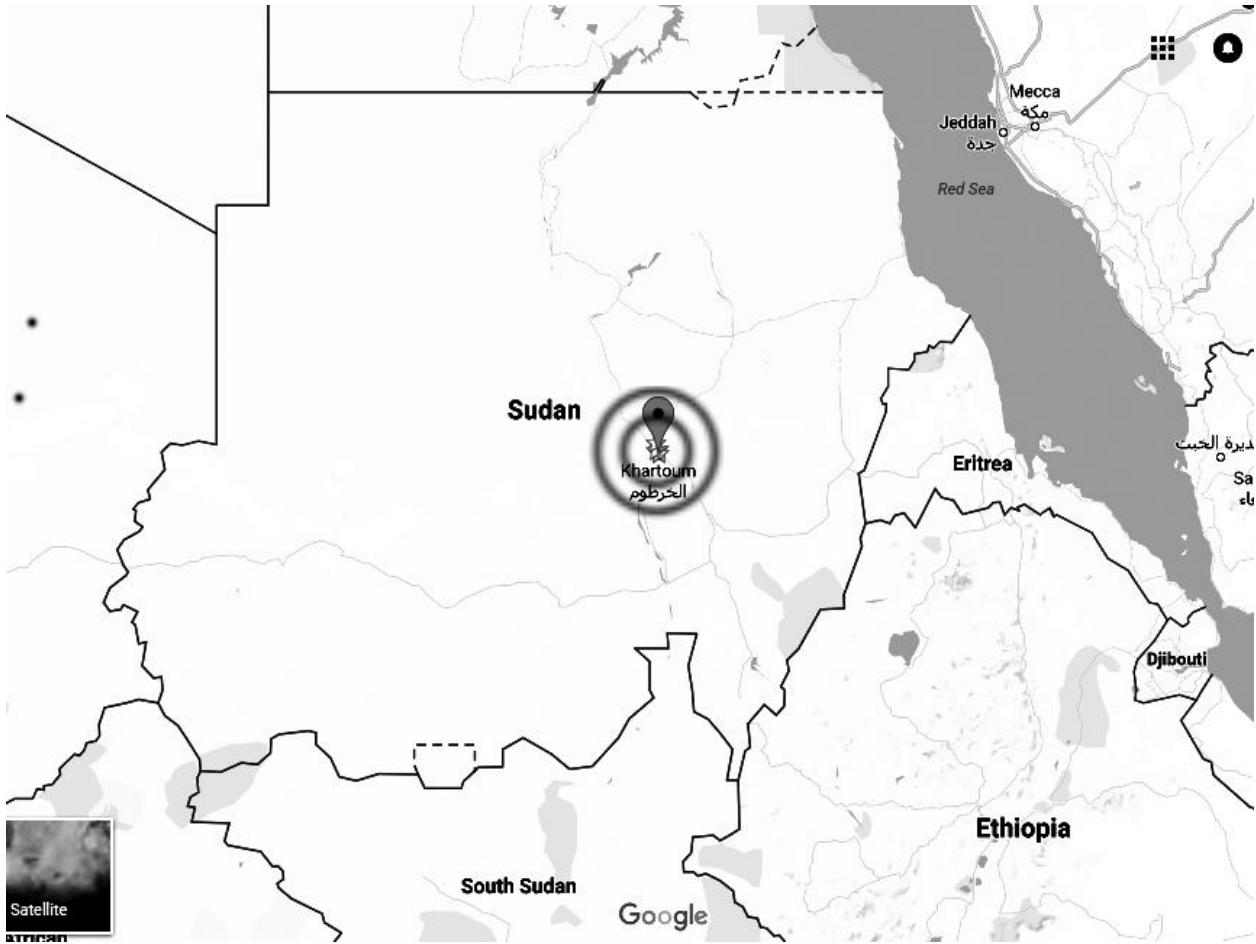 Mecca
مكة
Jeddah
جدة
Red Sea
Sudan
Khartoum
الخرطوم
Eritrea
Djibouti
Ethiopia
South Sudan
Satellite
Google